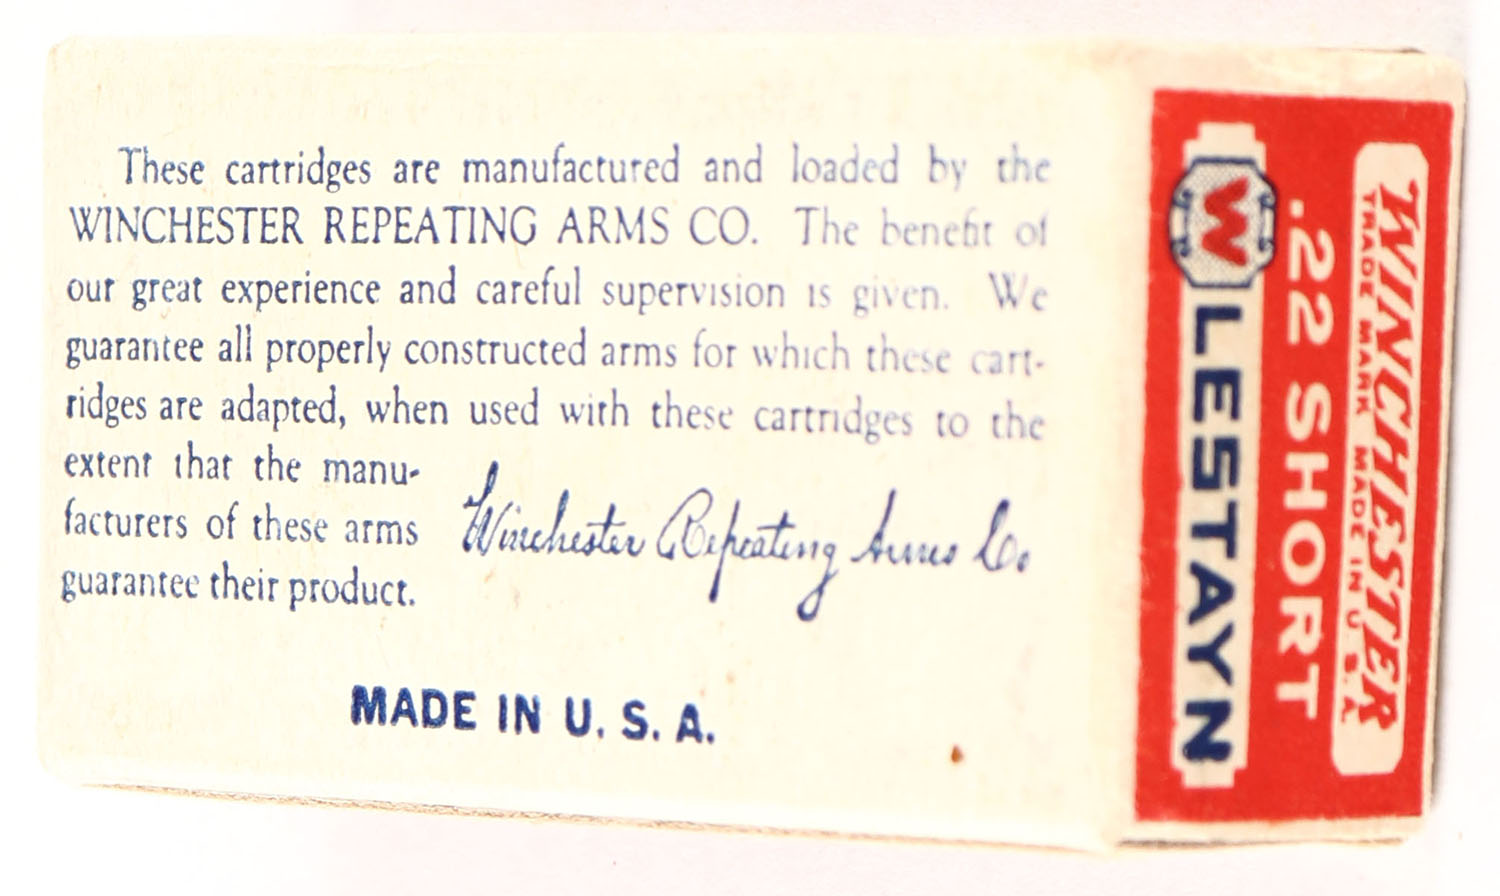 These cartridges are manufactured and loaded by the
WINCHESTER REPEATING ARMS CO. The benefit of
our great experience and careful supervision is given. We
guarantee all properly constructed arms for which these cart-
ridges are adapted, when used with these cartridges to the
extent that the manu-
facturers of these arms
guarantee their product.
Winchester Repeating Arms Co.
MADE IN U. S. A.
WINCHESTER
TRADE MARK MADE IN U.S.A.
.22 SHORT
W
LESTAYN